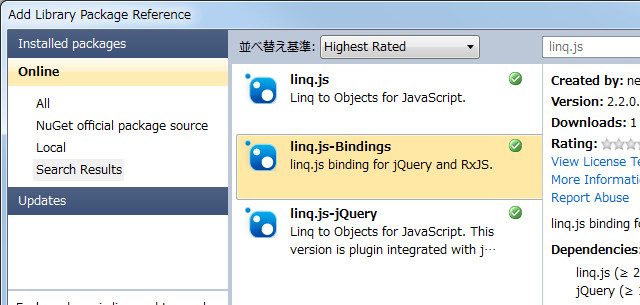 Add Library Package Reference
Installed packages
Online
All
NuGet official package source
Local
Search Results
Updates
並べ替え基準: Highest Rated
linq.js
linq.js
Linq to Objects for JavaScript.
linq.js-Bindings
linq.js binding for jQuery and RxJS.
linq.js-jQuery
Linq to Objects for JavaScript. This
version is plugin integrated with j…
Created by: ne
Version: 2.2.0.
Downloads: 1
Rating:
View License Te
More Informatio
Report Abuse
linq.js binding fo
Dependencies:
linq.js (≥ 2
jQuery (≥